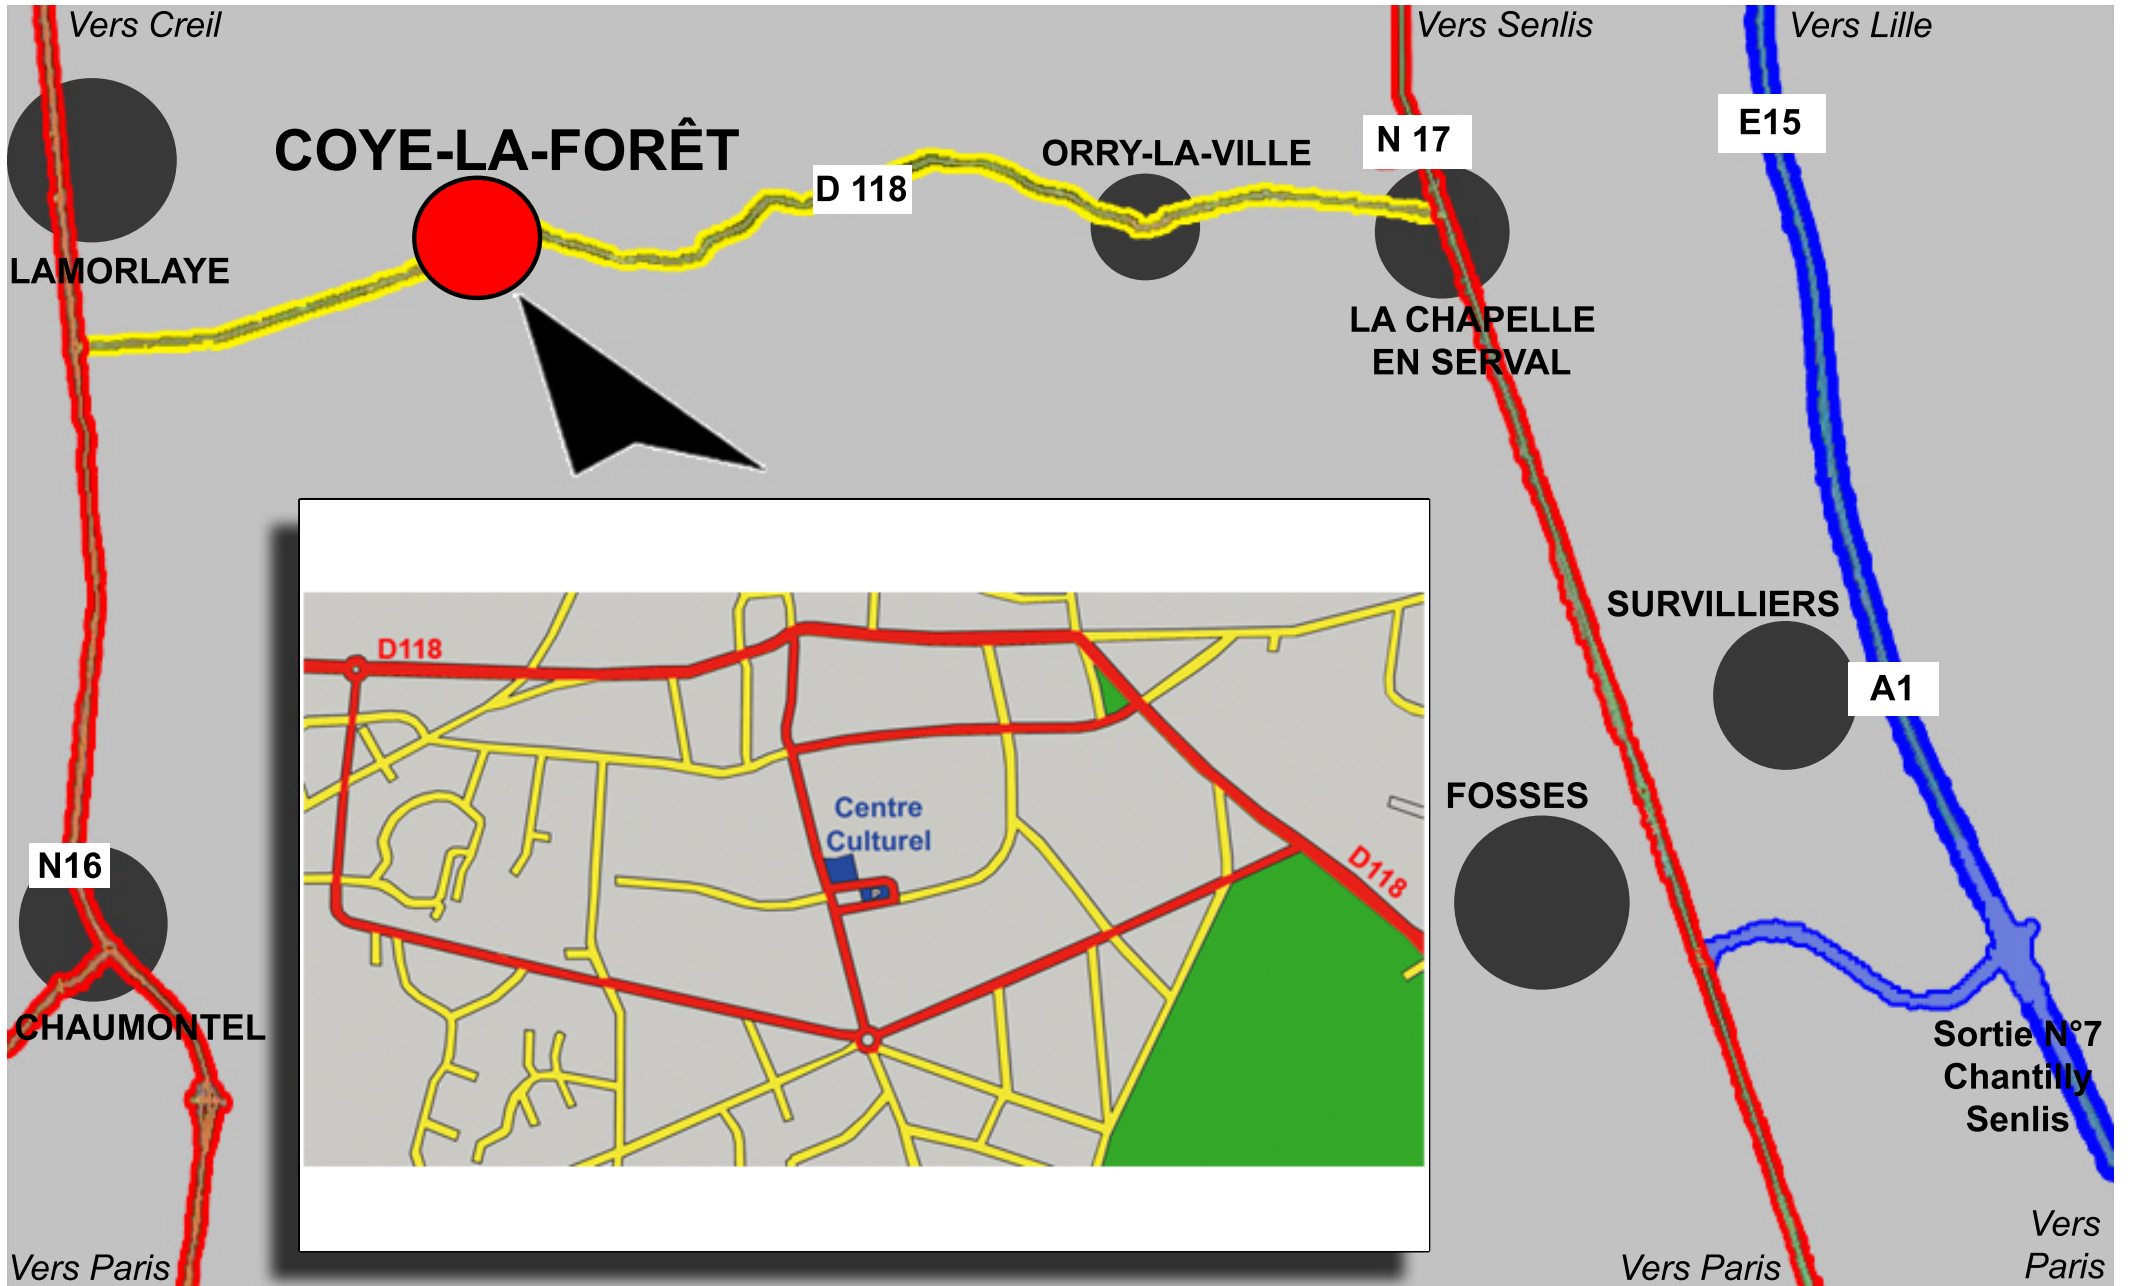 Vers Creil
Vers Senlis
Vers Lille
E15
N 17
COYE-LA-FORÊT
ORRY-LA-VILLE
D 118
LAMORLAYE
LA CHAPELLE
EN SERVAL
SURVILLIERS
D118
A1
FOSSES
Centre
Culturel
N16
D118
CHAUMONTEL
Sortie N°7
Chantilly
Senlis
Vers
Paris
Vers Paris
Vers Paris